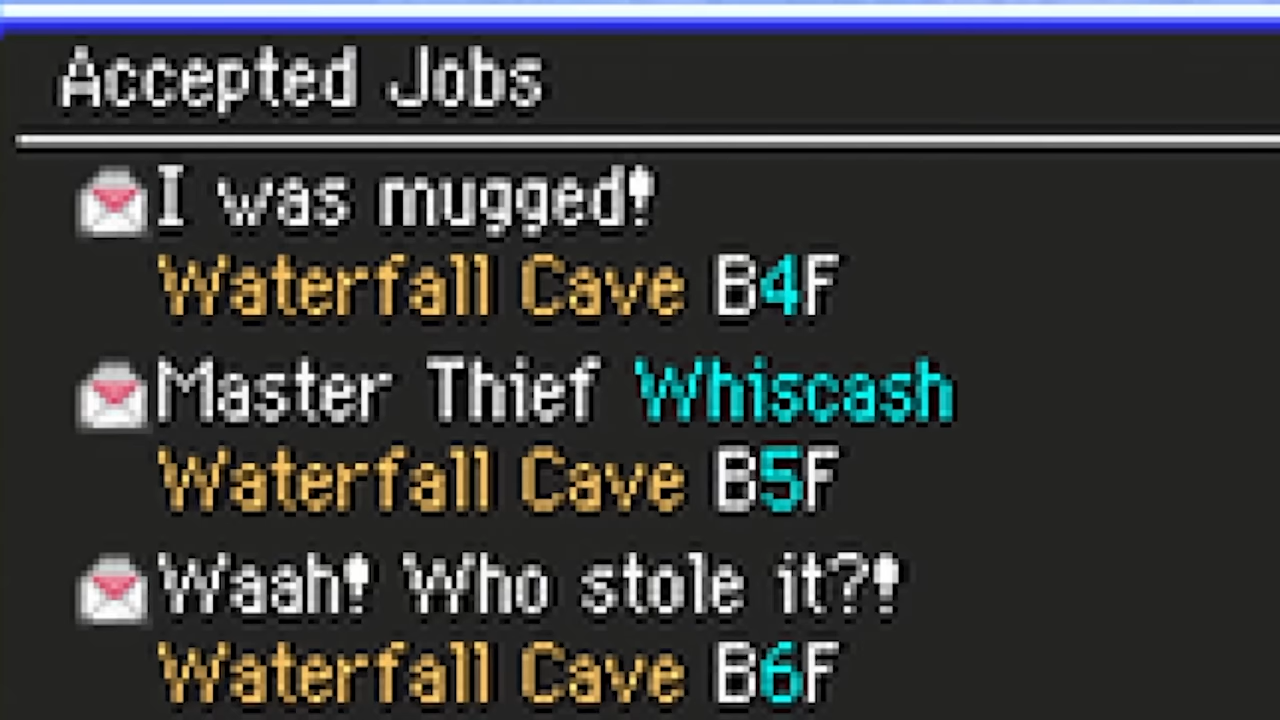 Accepted Jobs
I was mugged!
Waterfall Cave B4F
Master Thief Whiscash
Waterfall Cave B5F
Waah! Who stole it?!
Waterfall Cave B6F